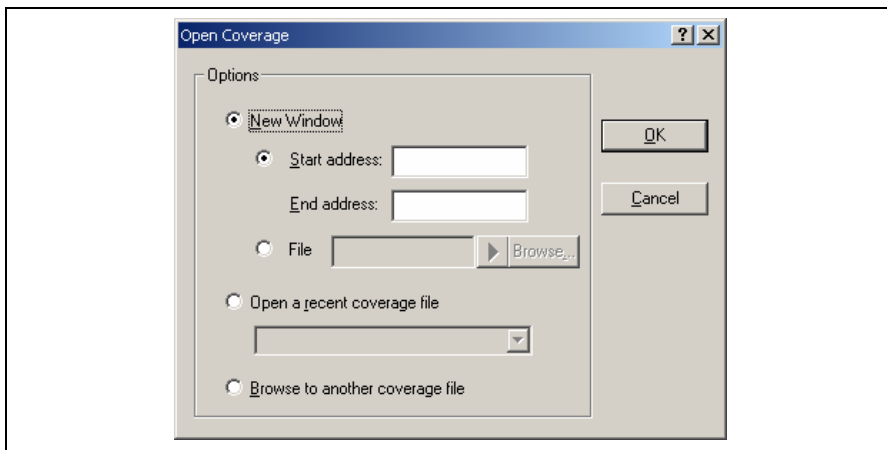 Open Coverage
Options
New Window
Start address:
End address:
File
Browse...
Open a recent coverage file
Browse to another coverage file
OK
Cancel